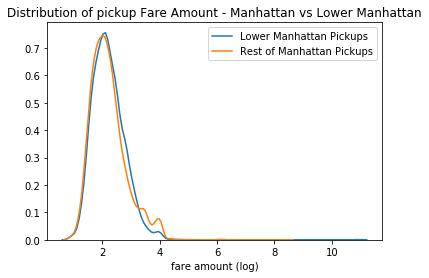 Distribution of pickup Fare Amount - Manhattan vs Lower Manhattan
Lower Manhattan Pickups
Rest of Manhattan Pickups
0.7
0.6
0.5
0.4
0.3
0.2
0.1
0.0
2 4 6 8 10
fare amount (log)